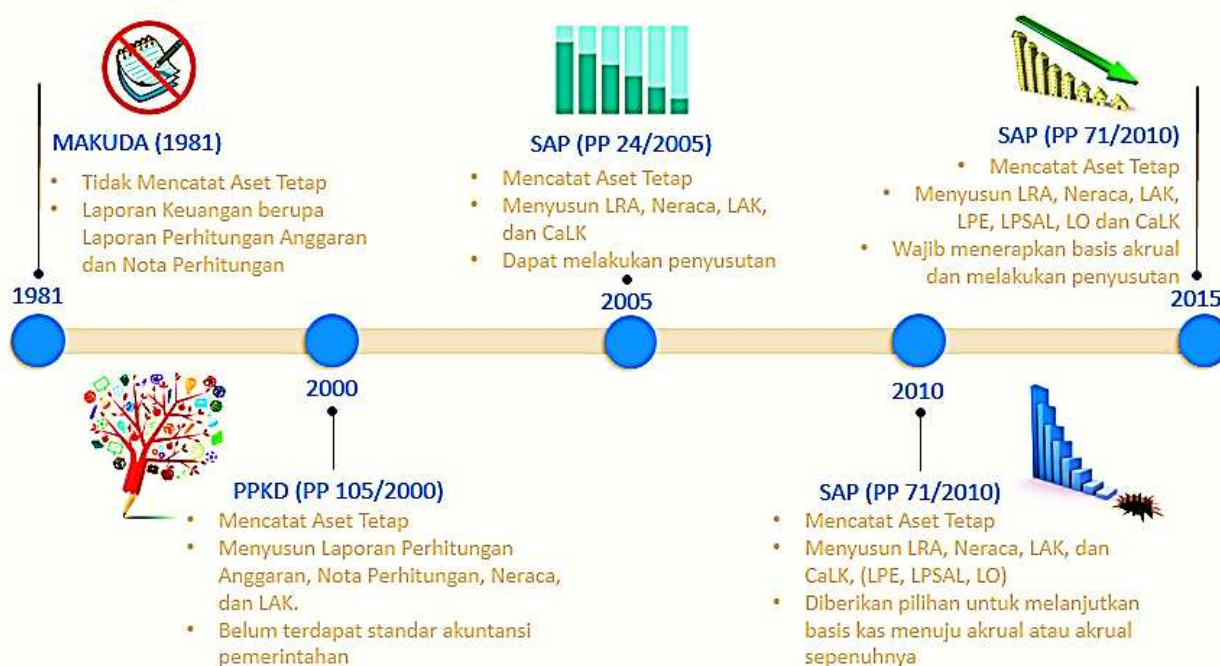 MAKUDA (1981)
• Tidak Mencatat Aset Tetap
• Laporan Keuangan berupa
Laporan Perhitungan Anggaran
dan Nota Perhitungan
1981
SAP (PP 24/2005)
• Mencatat Aset Tetap
• Menyusun LRA, Neraca, LAK,
dan CaLK
• Dapat melakukan penyusutan
2005
SAP (PP 71/2010)
• Mencatat Aset Tetap
• Menyusun LRA, Neraca, LAK,
LPE, LPSAL, LO dan CaLK
• Wajib menerapkan basis akrual
dan melakukan penyusutan
2015
2000
PPKD (PP 105/2000)
• Mencatat Aset Tetap
• Menyusun Laporan Perhitungan
Anggaran, Nota Perhitungan, Neraca,
dan LAK.
• Belum terdapat standar akuntansi
pemerintahan
2010
SAP (PP 71/2010)
• Mencatat Aset Tetap
• Menyusun LRA, Neraca, LAK, dan
CaLK, (LPE, LPSAL, LO)
• Diberikan pilihan untuk melanjutkan
basis kas menuju akrual atau akrual
sepenuhnya